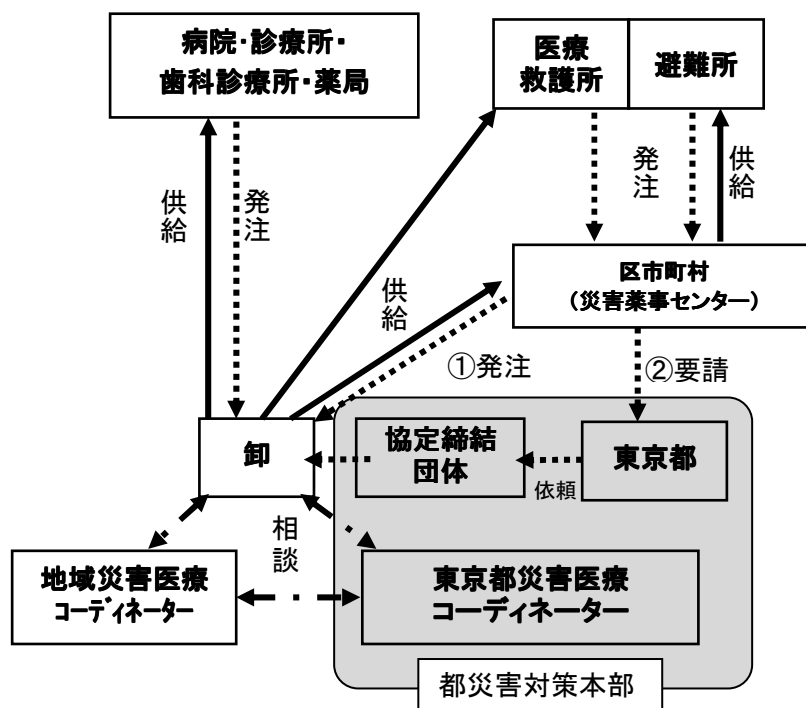 病院･診療所･
歯科診療所･薬局
医療
救護所
避難所
供給
発注
発注
供給
区市町村
（災害薬事センター）
供給
①発注
②要請
卸
協定締結
団体
依頼
東京都
相談
地域災害医療
コーディネーター
東京都災害医療
コーディネーター
都災害対策本部